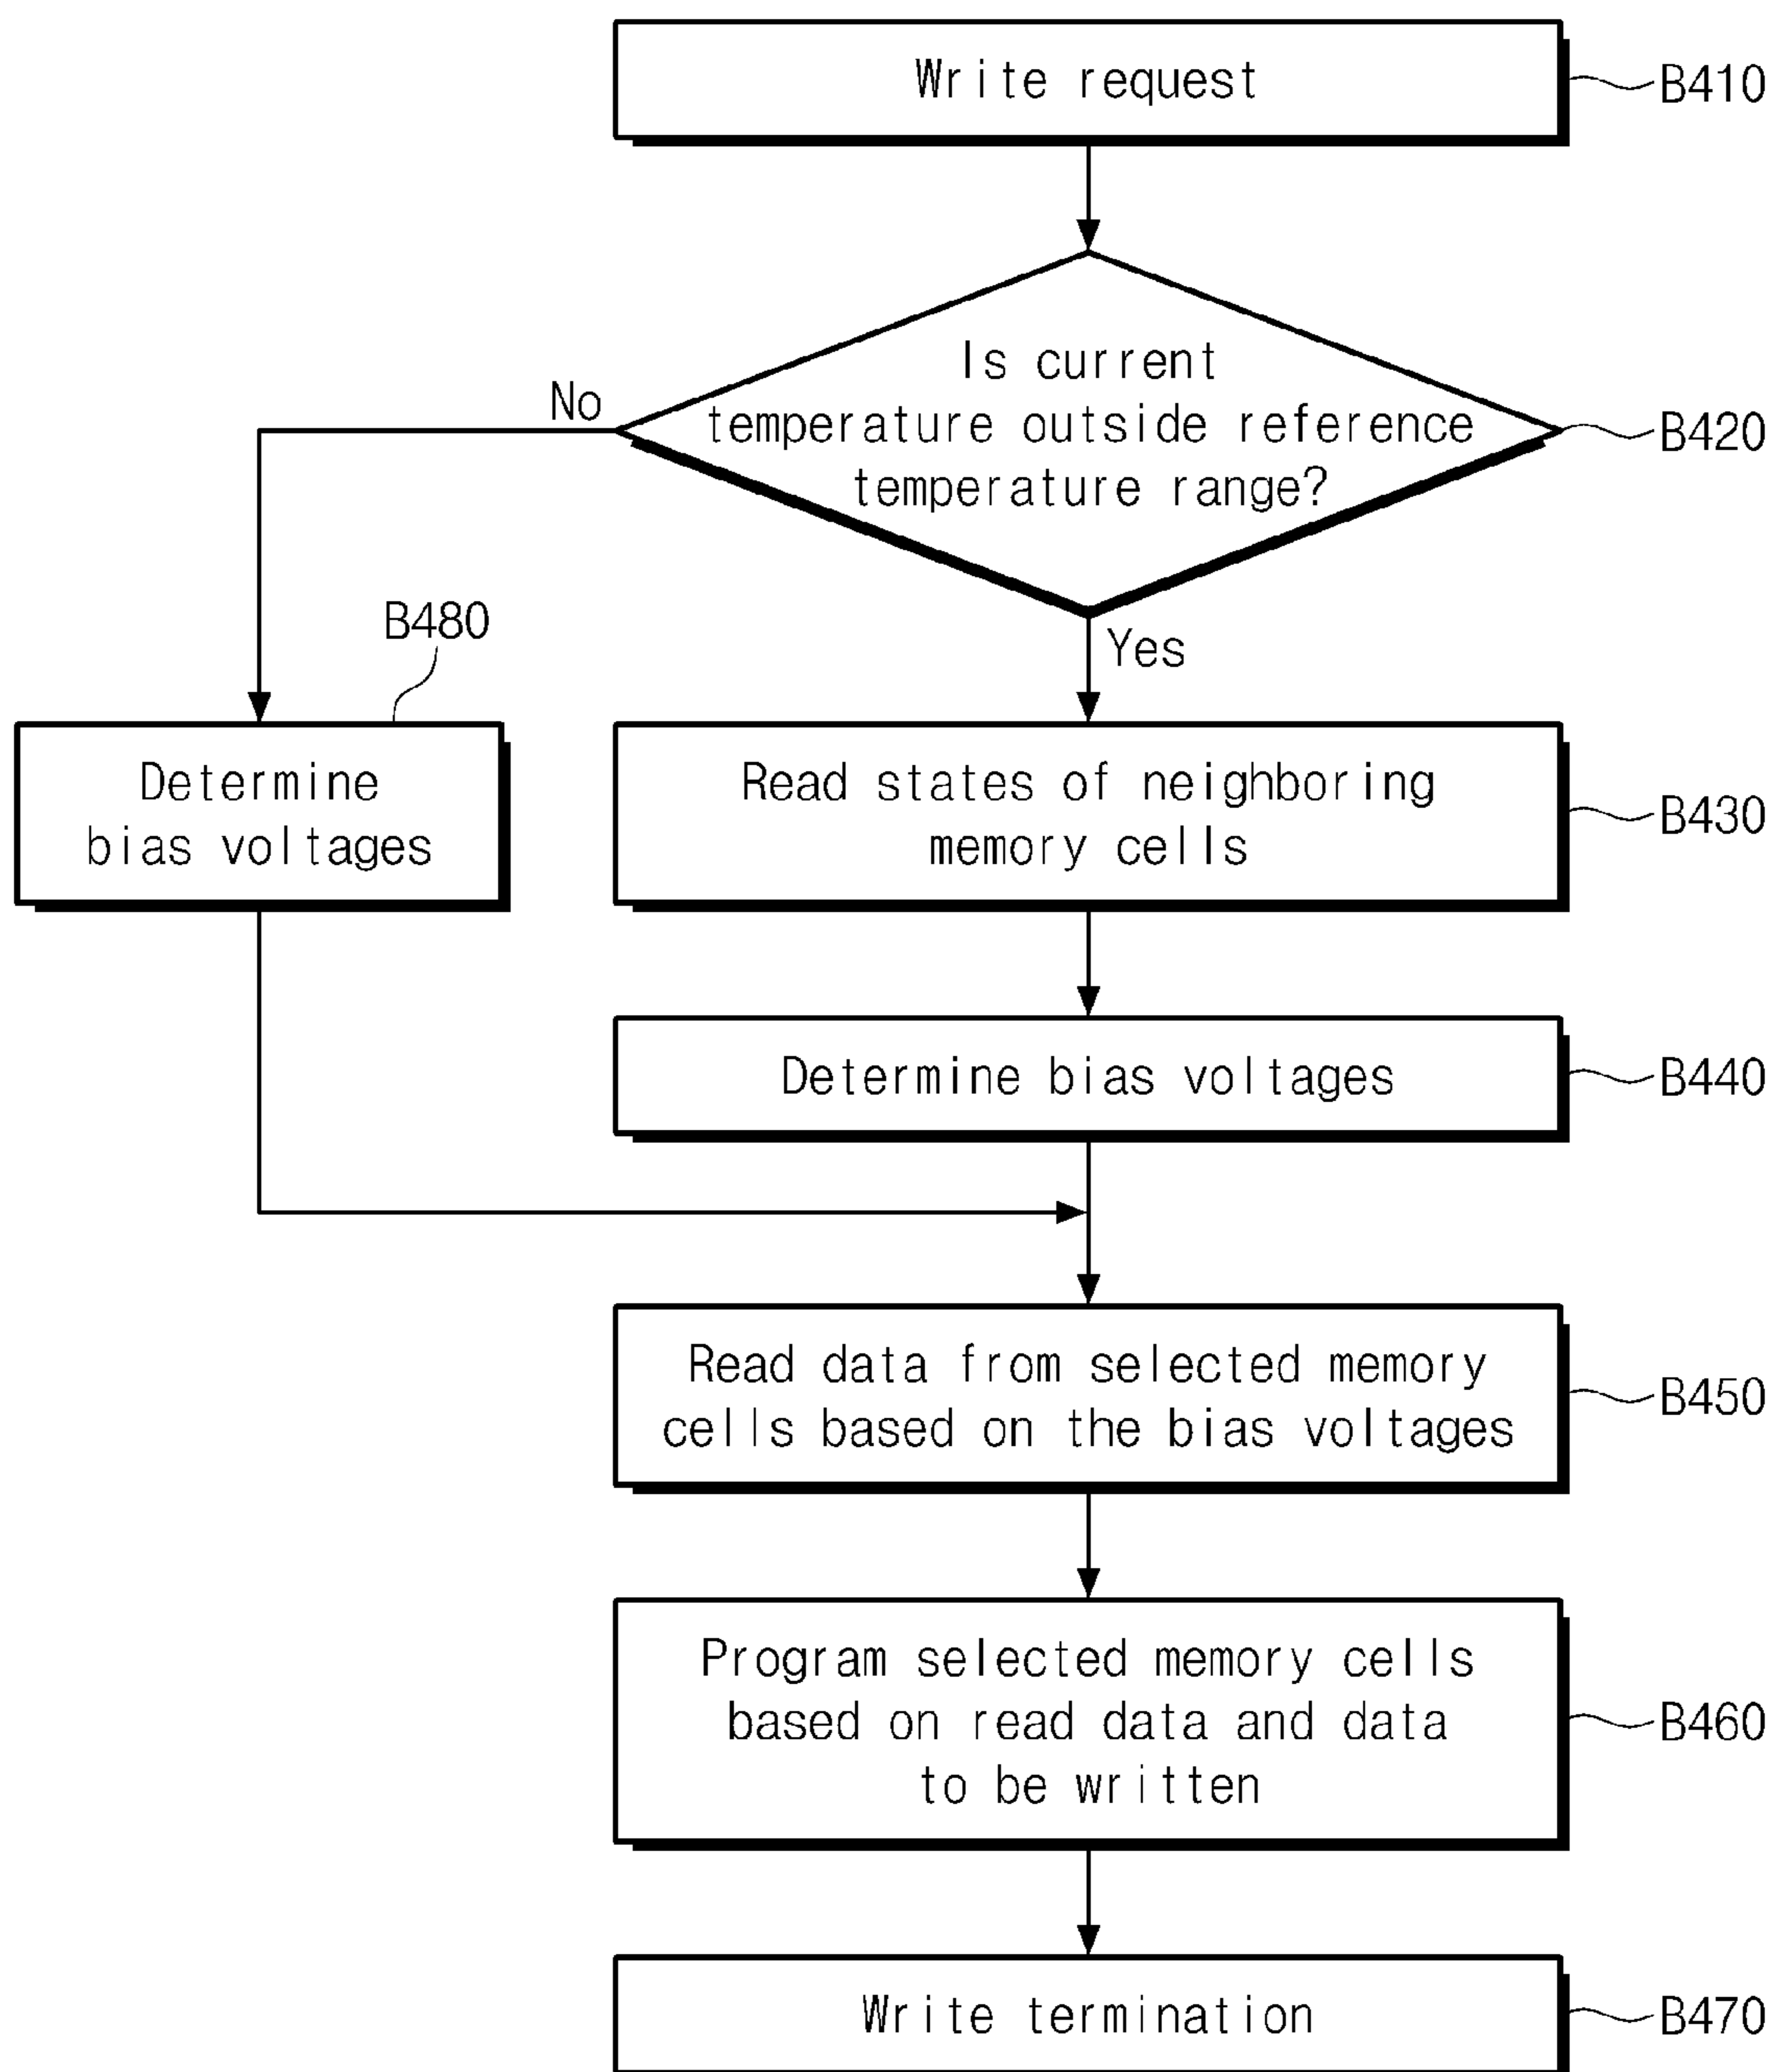 Write request
B410
Is current
temperature outside reference
temperature range?
B420
No
Yes
B480
Determine
bias voltages
Read states of neighboring
memory cells
B430
Determine bias voltages
B440
Read data from selected memory
cells based on the bias voltages
B450
Program selected memory cells
based on read data and data
to be written
B460
Write termination
B470